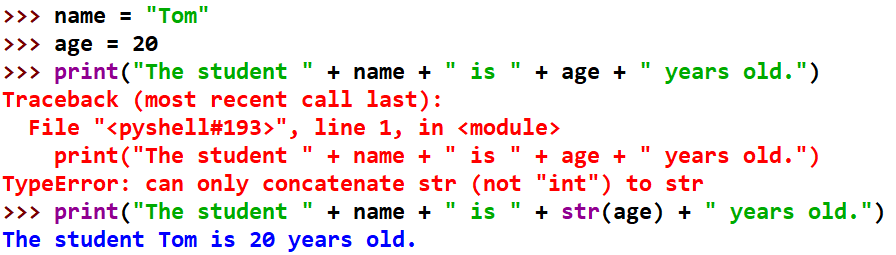 >>> name = "Tom"
>>> age = 20
>>> print("The student " + name + " is " + age + " years old.")
Traceback (most recent call last):
  File "<pyshell#193>", line 1, in <module>
    print("The student " + name + " is " + age + " years old.")
TypeError: can only concatenate str (not "int") to str
>>> print("The student " + name + " is " + str(age) + " years old.")
The student Tom is 20 years old.